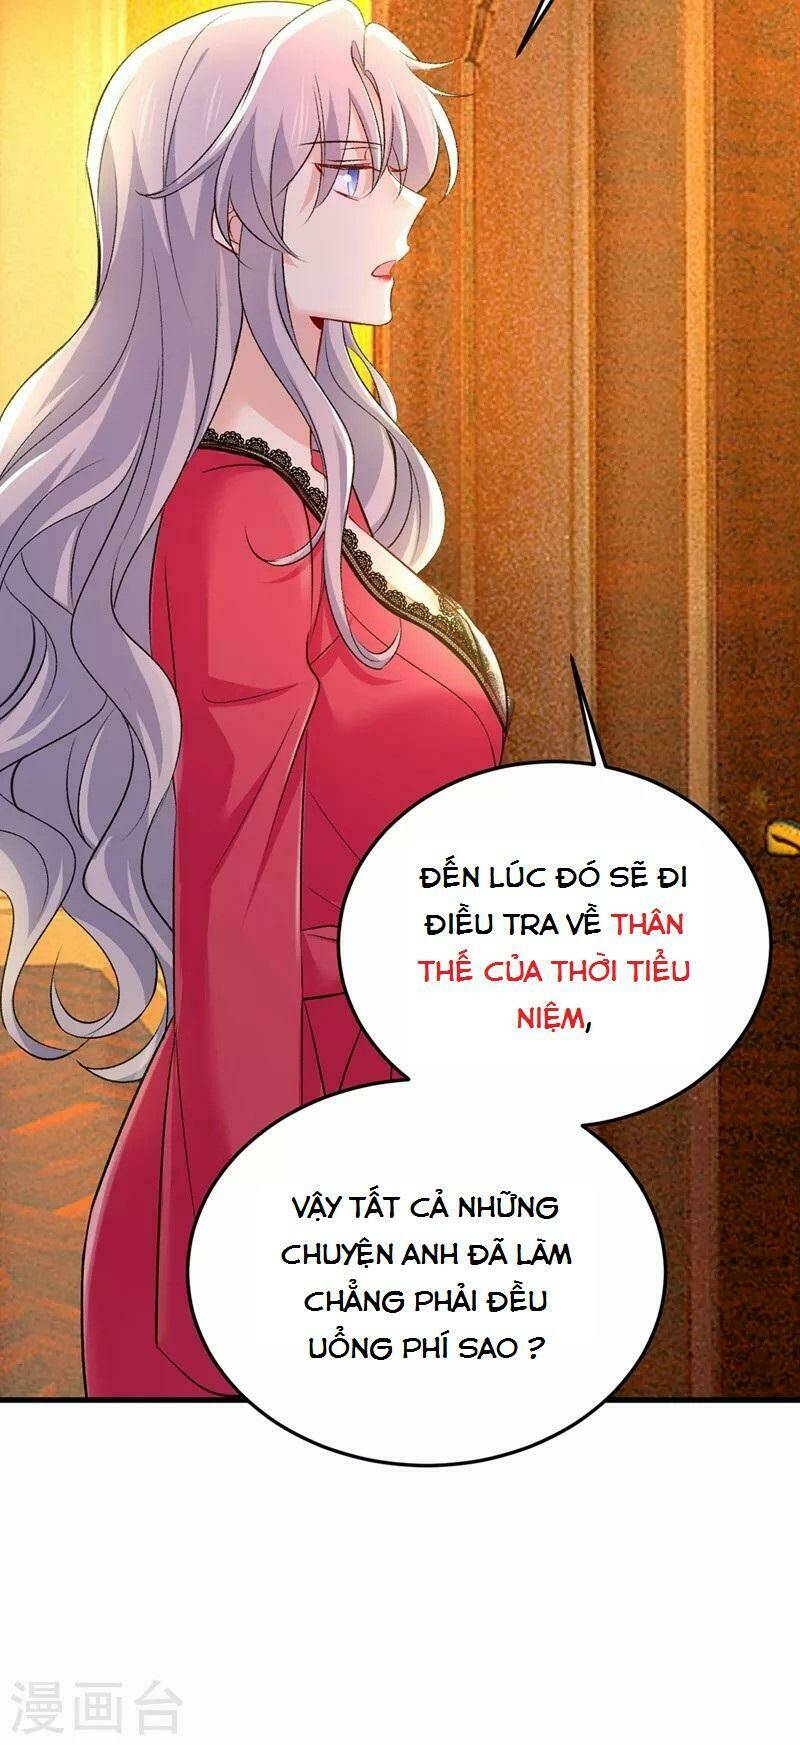 ĐẾN LÚC ĐÓ SẼ ĐI
ĐIỀU TRA VỀ THÂN
THẾ CỦA THỜI TIỂU
NIỆM,
VẬY TẤT CẢ NHỮNG
CHUYỆN ANH ĐÃ LÀM
CHẲNG PHẢI ĐỀU
UỔNG PHÍ SAO ?
漫画台